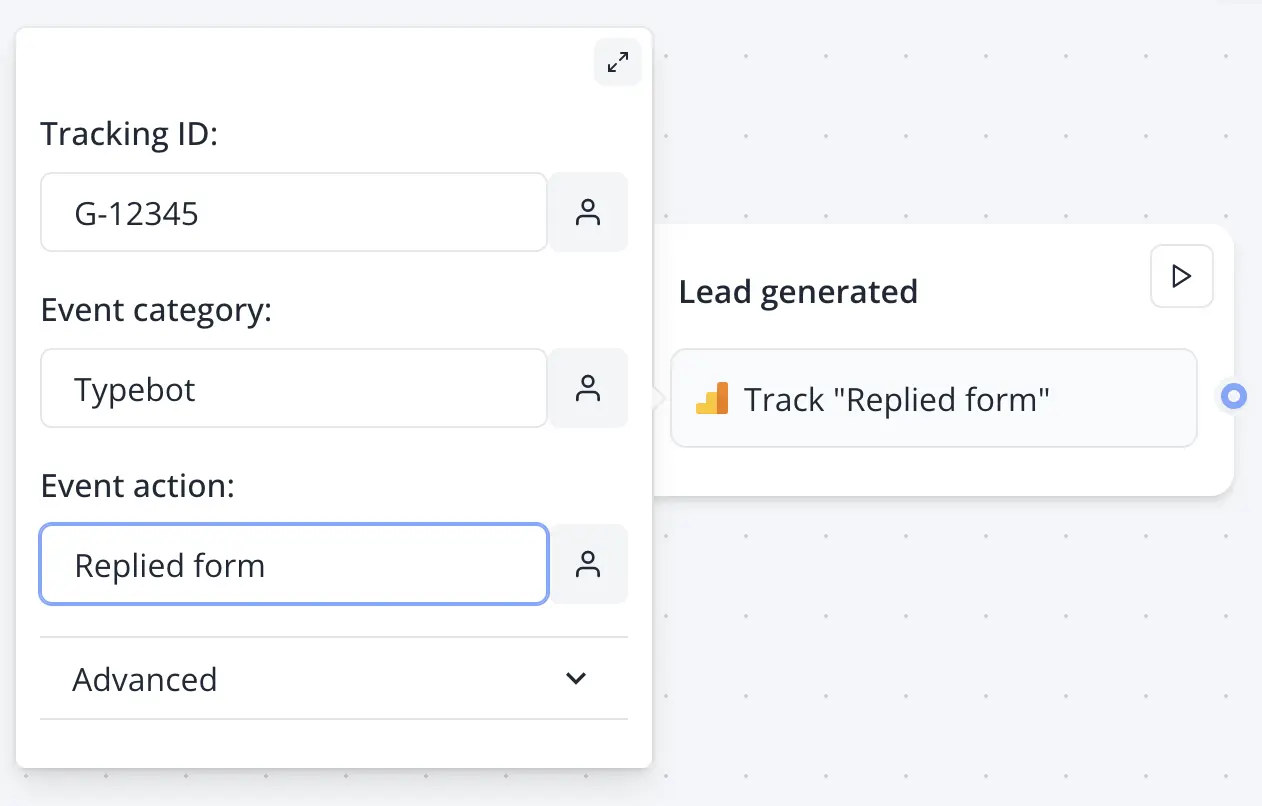 Tracking ID:
G-12345
Event category:
Typebot
Event action:
Replied form
Advanced
Lead generated
Track "Replied form"